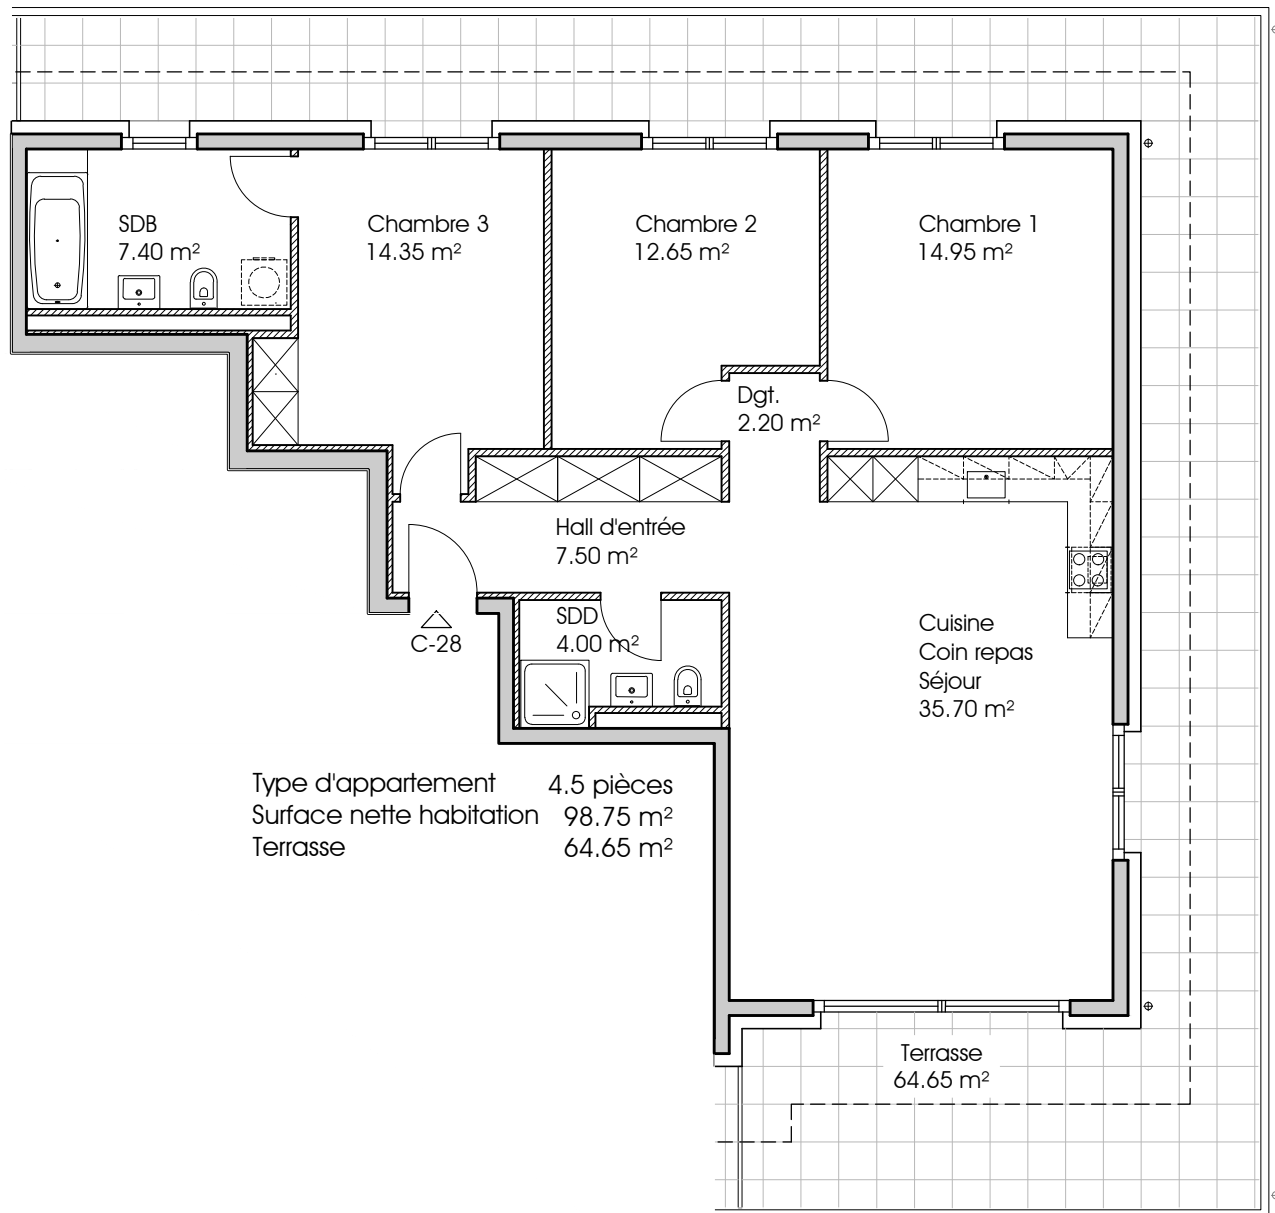 SDB
7.40 m²
Chambre 3
14.35 m²
Chambre 2
12.65 m²
Chambre 1
14.95 m²
Dgt.
2.20 m²
Hall d'entrée
7.50 m²
SDD
4.00 m²
C-28
Cuisine
Coin repas
Séjour
35.70 m²
Type d'appartement 4.5 pièces
Surface nette habitation 98.75 m²
Terrasse 64.65 m²
Terrasse
64.65 m²